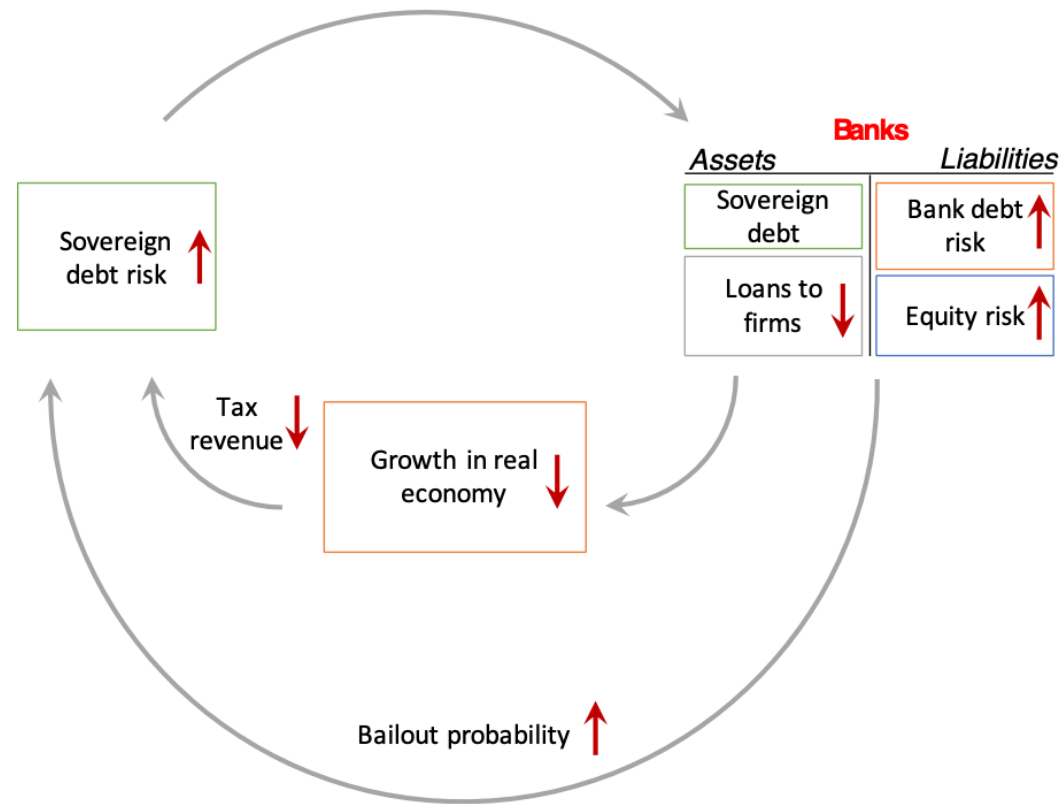 Banks
Assets
Liabilities
Sovereign
debt risk
Sovereign
debt
Bank debt
risk
Loans to
firms
Equity risk
Tax
revenue
Growth in real
economy
Bailout probability